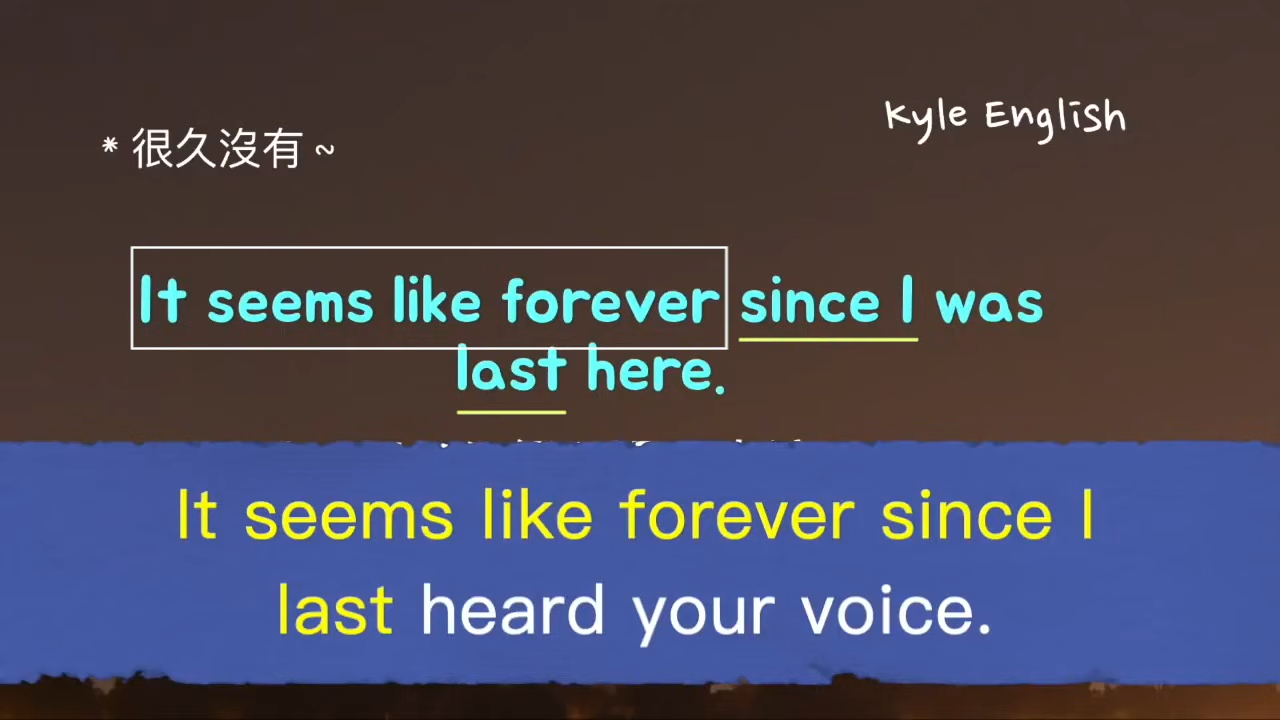 Kyle English
* 很久沒有 ~
It seems like forever since I was
last here.
It seems like forever since I
last heard your voice.